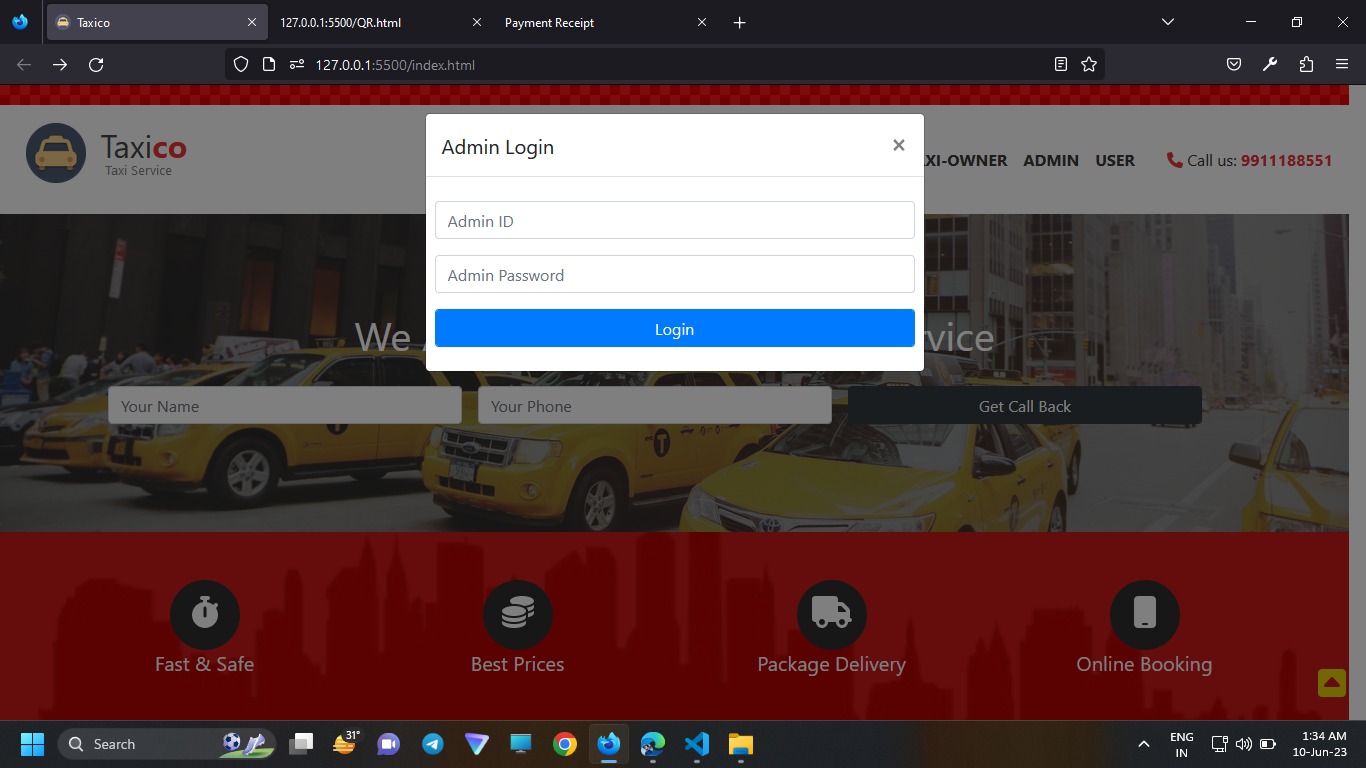 Taxico
127.0.0.1:5500/QR.html
Payment Receipt
127.0.0.1:5500/index.html
Taxico
Taxi Service
Admin Login
XI-OWNER ADMIN USER Call us: 9911188551
Admin ID
Admin Password
Login
We
vice
Your Name
Your Phone
Get Call Back
Fast & Safe
Best Prices
Package Delivery
Online Booking
Search
31°
ENG
IN
1:34 AM
10-Jun-23